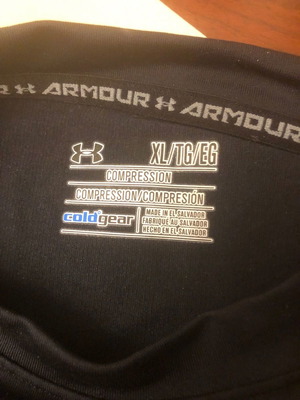 ARMOUR ARMOUR
XL/TG/EG
COMPRESSION
COMPRESSION/COMPRESIÓN
coldgear
MADE IN EL SALVADOR
FABRIQUÉ AU SALVADOR
HECHO EN EL SALVADOR